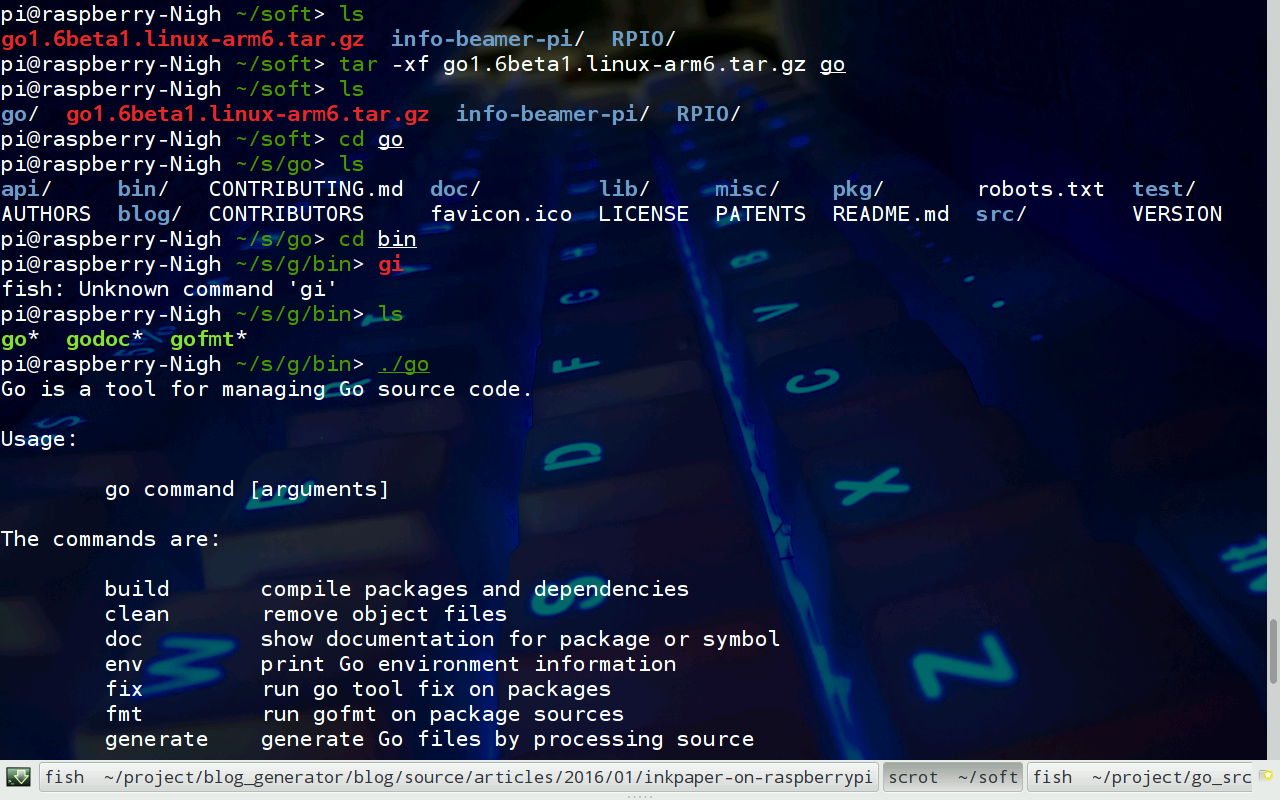 pi@raspberry-Nigh ~/soft> ls
go1.6beta1.linux-arm6.tar.gz  info-beamer-pi/  RPIO/
pi@raspberry-Nigh ~/soft> tar -xf go1.6beta1.linux-arm6.tar.gz go
pi@raspberry-Nigh ~/soft> ls
go/  go1.6beta1.linux-arm6.tar.gz  info-beamer-pi/  RPIO/
pi@raspberry-Nigh ~/soft> cd go
pi@raspberry-Nigh ~/s/go> ls
api/     bin/   CONTRIBUTING.md  doc/         lib/     misc/    pkg/       robots.txt  test/
AUTHORS  blog/  CONTRIBUTORS     favicon.ico  LICENSE  PATENTS  README.md  src/        VERSION
pi@raspberry-Nigh ~/s/go> cd bin
pi@raspberry-Nigh ~/s/g/bin> gi
fish: Unknown command 'gi'
pi@raspberry-Nigh ~/s/g/bin> ls
go*  godoc*  gofmt*
pi@raspberry-Nigh ~/s/g/bin> ./go
Go is a tool for managing Go source code.
Usage:
go command [arguments]
The commands are:
build       compile packages and dependencies
clean       remove object files
doc         show documentation for package or symbol
env         print Go environment information
fix         run go tool fix on packages
fmt         run gofmt on package sources
generate    generate Go files by processing source
fish  ~/project/blog_generator/blog/source/articles/2016/01/inkpaper-on-raspberrypi  scrot  ~/soft  fish  ~/project/go_src